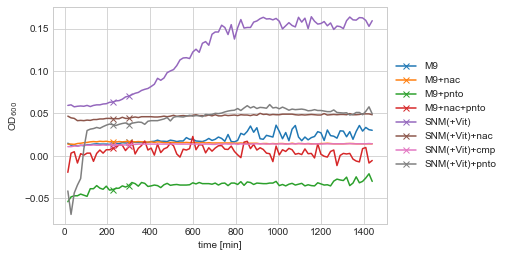 0.15
0.10
0.05
0.00
−0.05
OD600
0 200 400 600 800 1000 1200 1400
time [min]
M9
M9+nac
M9+pnto
M9+nac+pnto
SNM(+Vit)
SNM(+Vit)+nac
SNM(+Vit)+cmp
SNM(+Vit)+pnto